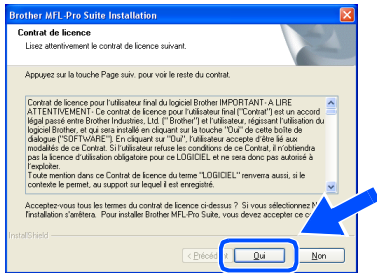 Brother MFL-Pro Suite Installation
Contrat de licence
Lisez attentivement le contrat de licence suivant.
Appuyez sur la touche Page suiv. pour voir le reste du contrat.
Contrat de licence pour l'utilisateur final du logiciel Brother IMPORTANT- A LIRE
ATTENTIVEMENT- Ce contrat de licence pour l'utilisateur final ("Contrat") est un accord
légal passé entre Brother Industries, Ltd. (" Brother") et l'utilisateur, régissant l'utilisation du
logiciel Brother, et qui sera installé en cliquant sur la touche "Oui" de cette boîte de
dialogue ("SOFTWARE"). En cliquant sur "Oui", l'utilisateur accepte d'être lié aux
modalités de ce Contrat. Si l'utilisateur refuse les conditions de ce Contrat, il n'obtiendra
pas la licence d'utilisation obligatoire pour ce LOGICIEL et ne sera donc pas autorisé à
l'exploiter.
Toute mention dans ce Contrat de licence du terme "LOGICIEL" renverra aussi, si le
contexte le permet, au support sur lequel il est enregistré.
Acceptez-vous tous les termes du contrat de licence ci-dessus ? Si vous sélectionnez
l'installation s'arrêtera. Pour installer Brother MFL-Pro Suite, vous devez accepter ce
InstallShield
Oui
Non